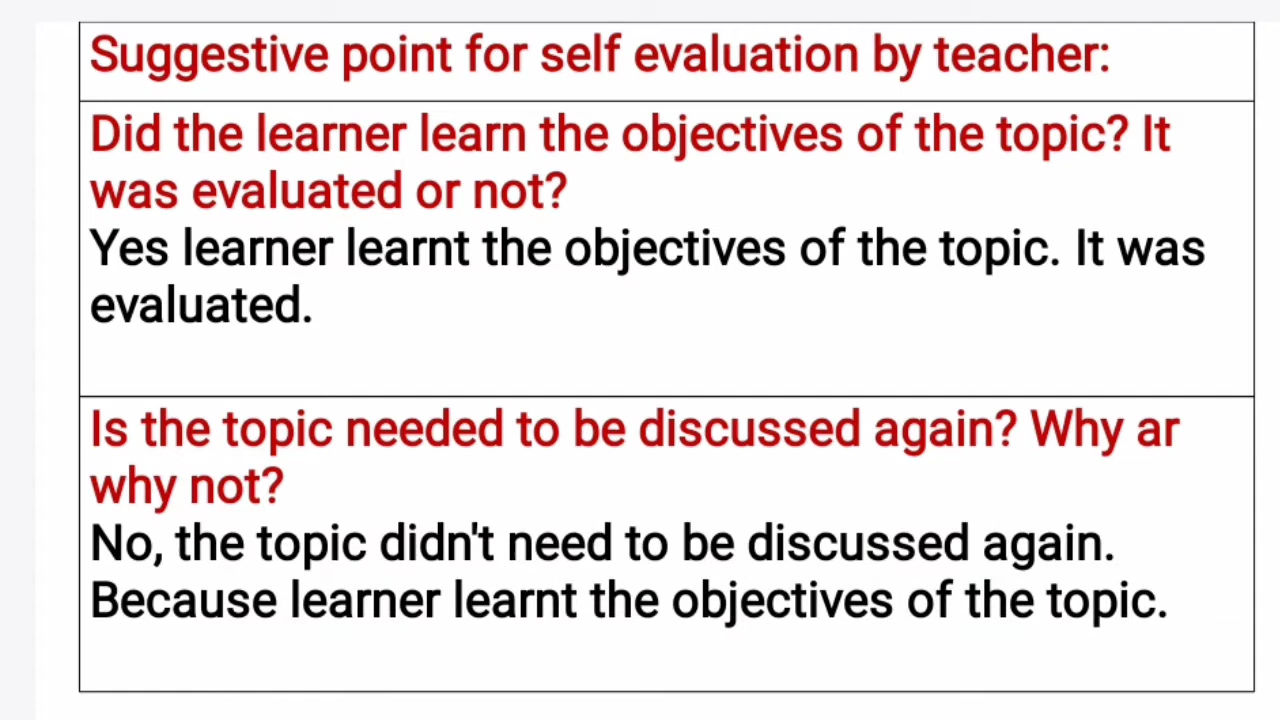 Suggestive point for self evaluation by teacher:
Did the learner learn the objectives of the topic? It
was evaluated or not?
Yes learner learnt the objectives of the topic. It was
evaluated.
Is the topic needed to be discussed again? Why ar
why not?
No, the topic didn't need to be discussed again.
Because learner learnt the objectives of the topic.